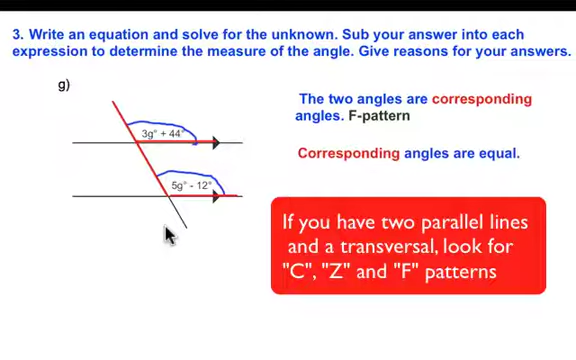 3. Write an equation and solve for the unknown. Sub your answer into each
expression to determine the measure of the angle. Give reasons for your answers.
g)
The two angles are corresponding
angles. F-pattern
3g° + 44°
Corresponding angles are equal.
5g° - 12°
If you have two parallel lines
and a transversal, look for
"C", "Z" and "F" patterns